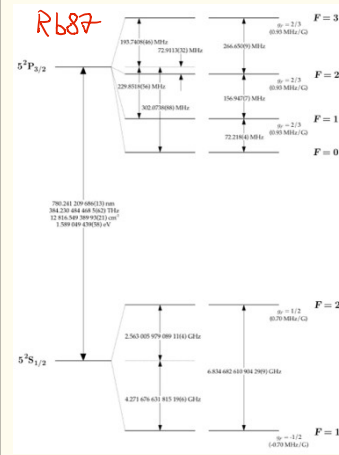 Rb87
F = 3
g_F = 2/3
(0.93 MHz/G)
193.7408(46) MHz
72.9113(32) MHz
266.650(9) MHz
5²P₃/₂
F = 2
g_F = 2/3
(0.93 MHz/G)
229.8518(56) MHz
156.947(7) MHz
302.0738(88) MHz
F = 1
g_F = 2/3
(0.93 MHz/G)
72.218(4) MHz
F = 0
780.241 209 686(13) nm
384.230 484 468 5(62) THz
12 816.549 389 93(21) cm⁻¹
1.589 049 439(58) eV
F = 2
g_F = 1/2
(0.70 MHz/G)
2.563 005 979 089 11(4) GHz
5²S₁/₂
6.834 682 610 904 29(9) GHz
4.271 676 631 815 19(6) GHz
F = 1
g_F = -1/2
(-0.70 MHz/G)